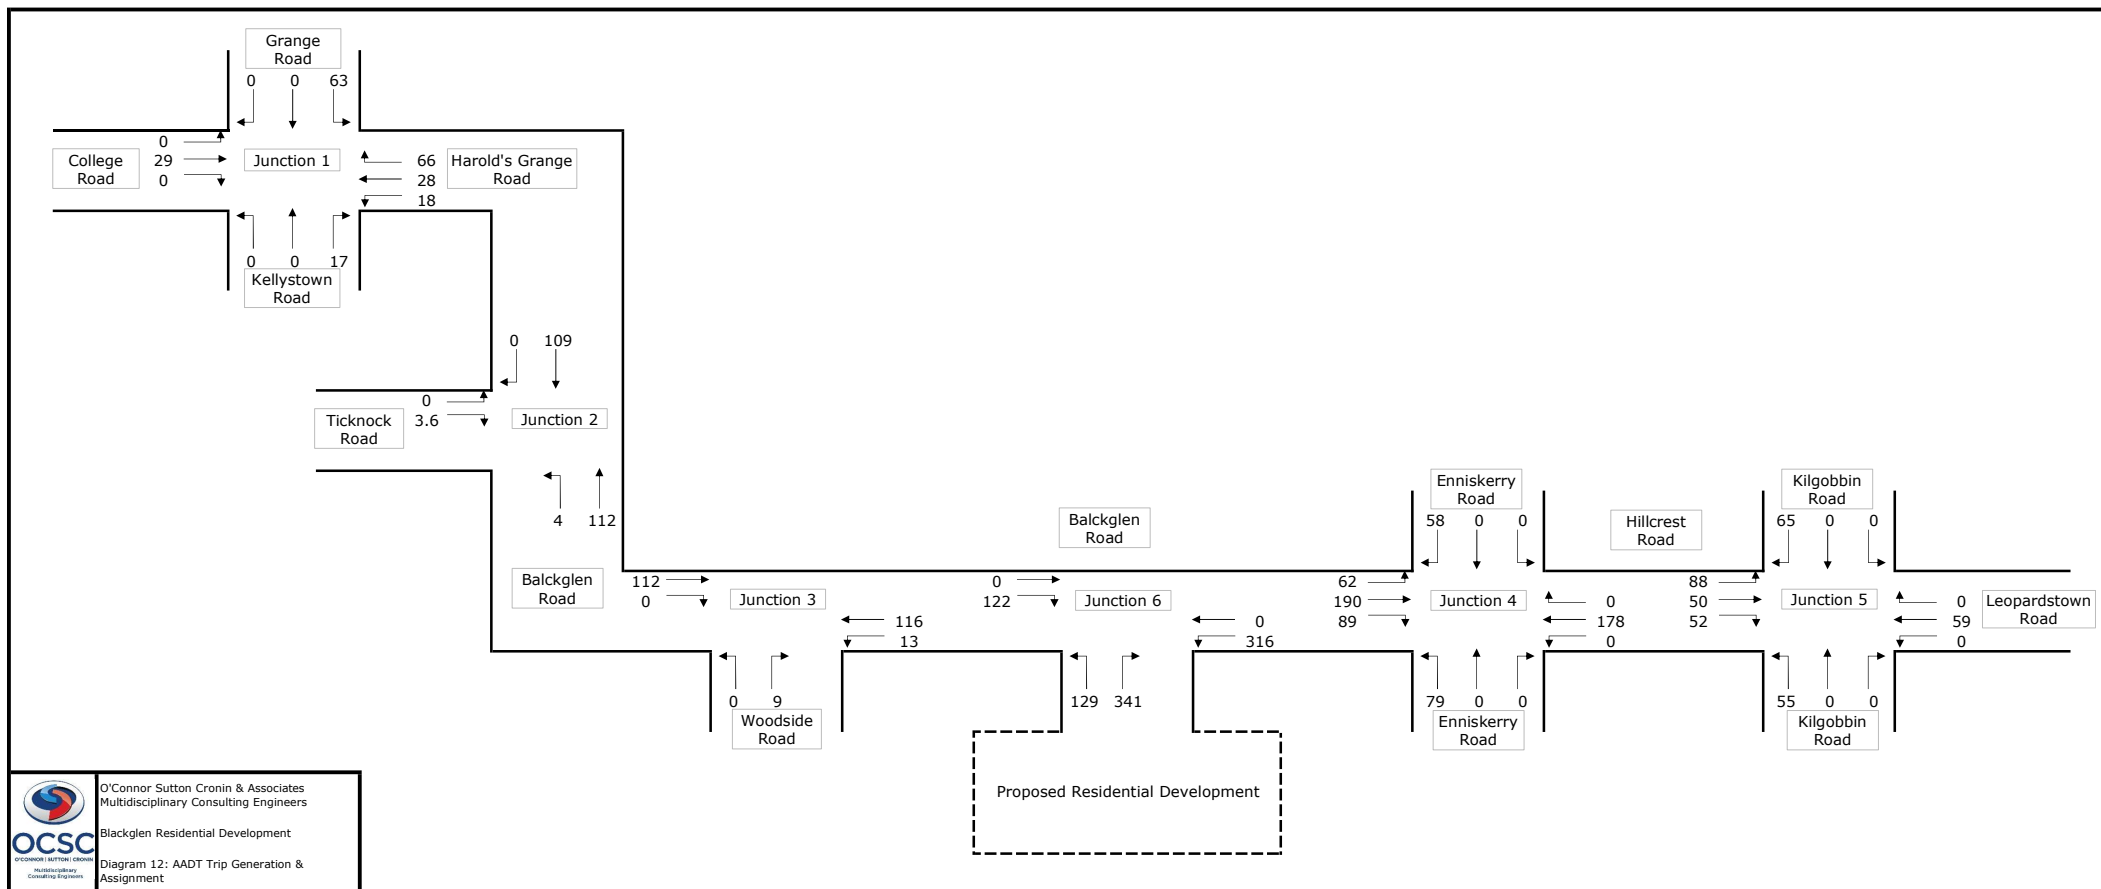 Grange
Road
0 0 63
0
29
0
College
Road
Junction 1
66
28
18
Harold's Grange
Road
0 0 17
Kellystown
Road
0 109
0
3.6
Ticknock
Road
Junction 2
4 112
Balckglen
Road
112
0
Junction 3
116
13
0 9
Woodside
Road
Balckglen
Road
0
122
Junction 6
0
316
129 341
Proposed Residential Development
Enniskerry
Road
58 0 0
62
190
89
Junction 4
0
178
0
79 0 0
Enniskerry
Road
Hillcrest
Road
Kilgobbin
Road
65 0 0
88
50
52
Junction 5
0
59
0
Leopardstown
Road
55 0 0
Kilgobbin
Road
OCSC
O'CONNOR | SUTTON | CRONIN
Multidisciplinary
Consulting Engineers
O'Connor Sutton Cronin & Associates
Multidisciplinary Consulting Engineers
Blackglen Residential Development
Diagram 12: AADT Trip Generation &
Assignment